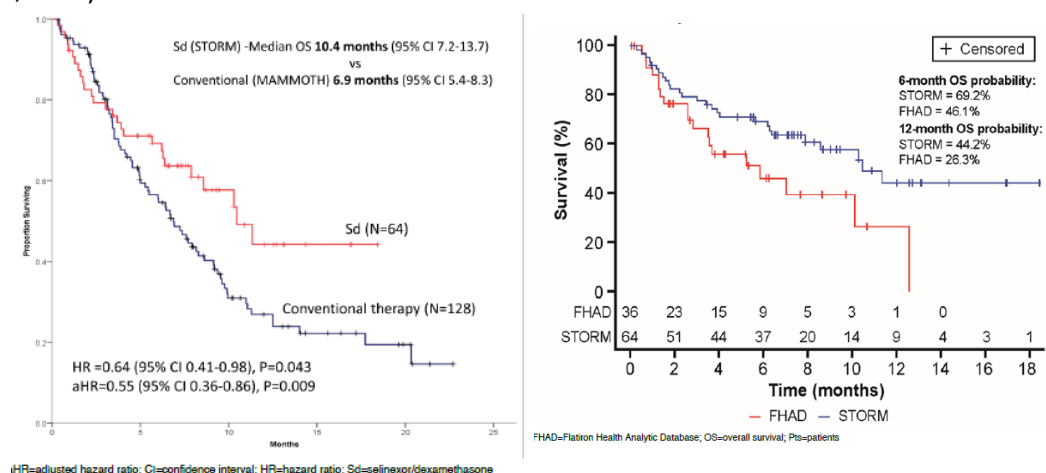 Sd (STORM) -Median OS 10.4 months (95% CI 7.2-13.7)
vs
Conventional (MAMMOTH) 6.9 months (95% CI 5.4-8.3)
1.0
0.8
0.6
0.4
0.2
0.0
Proportion Surviving
Sd (N=64)
Conventional therapy (N=128)
HR =0.64 (95% CI 0.41-0.98), P=0.043
aHR=0.55 (95% CI 0.36-0.86), P=0.009
0 5 10 15 20 25
Months
aHR=adjusted hazard ratio; CI=confidence interval; HR=hazard ratio; Sd=selinexor/dexamethasone
+ Censored
6-month OS probability:
STORM = 69.2%
FHAD = 46.1%
12-month OS probability:
STORM = 44.2%
FHAD = 26.3%
100
80
60
40
20
0
Survival (%)
FHAD 36 23 15 9 5 3 1 0
STORM 64 51 44 37 20 14 9 4 3 1
0 2 4 6 8 10 12 14 16 18
Time (months)
FHAD STORM
FHAD=Flatiron Health Analytic Database; OS=overall survival; Pts=patients